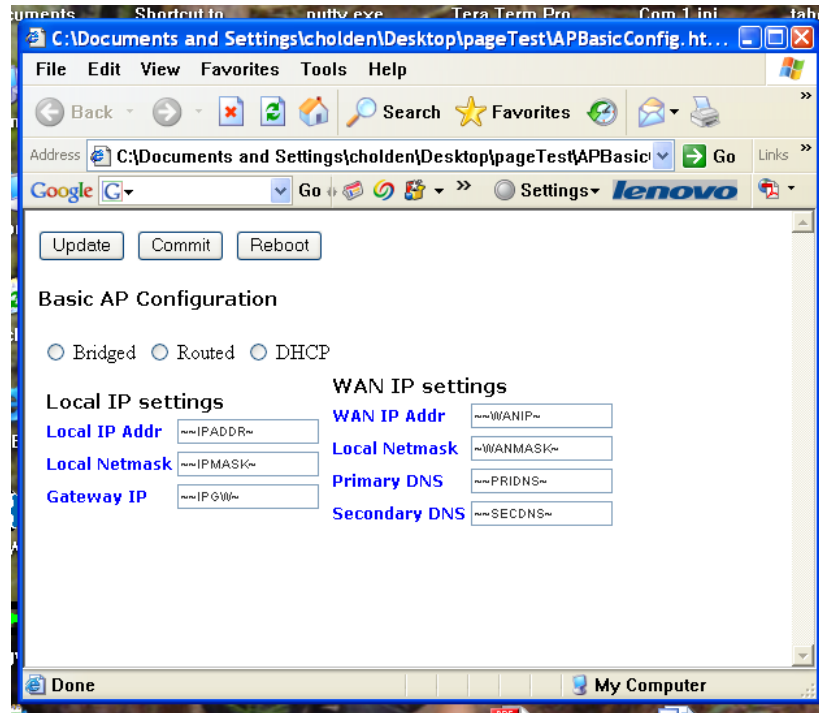 uments Shortcut to putty.exe Tera Term Pro Com 1.ini tab
C:\Documents and Settings\cholden\Desktop\pageTest\APBasicConfig.ht...
File Edit View Favorites Tools Help
Back Search Favorites »
Address C:\Documents and Settings\cholden\Desktop\pageTest\APBasic Go Links »
Google G Go » Settings lenovo
Update Commit Reboot
Basic AP Configuration
Bridged Routed DHCP
Local IP settings
Local IP Addr ~~IPADDR~
Local Netmask ~~IPMASK~
Gateway IP ~~IPGW~
WAN IP settings
WAN IP Addr ~~WANIP~
Local Netmask ~WANMASK~
Primary DNS ~~PRIDNS~
Secondary DNS ~~SECDNS~
Done My Computer